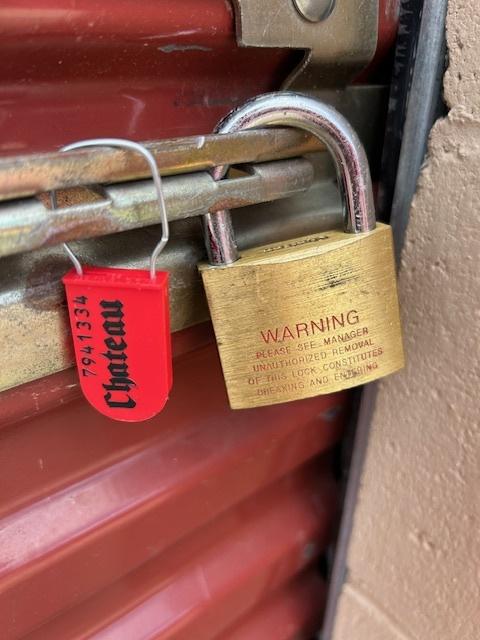 7941334
Chateau
WARNING
PLEASE SEE MANAGER
UNAUTHORIZED REMOVAL
OF THIS LOCK CONSTITUTES
BREAKING AND ENTERING